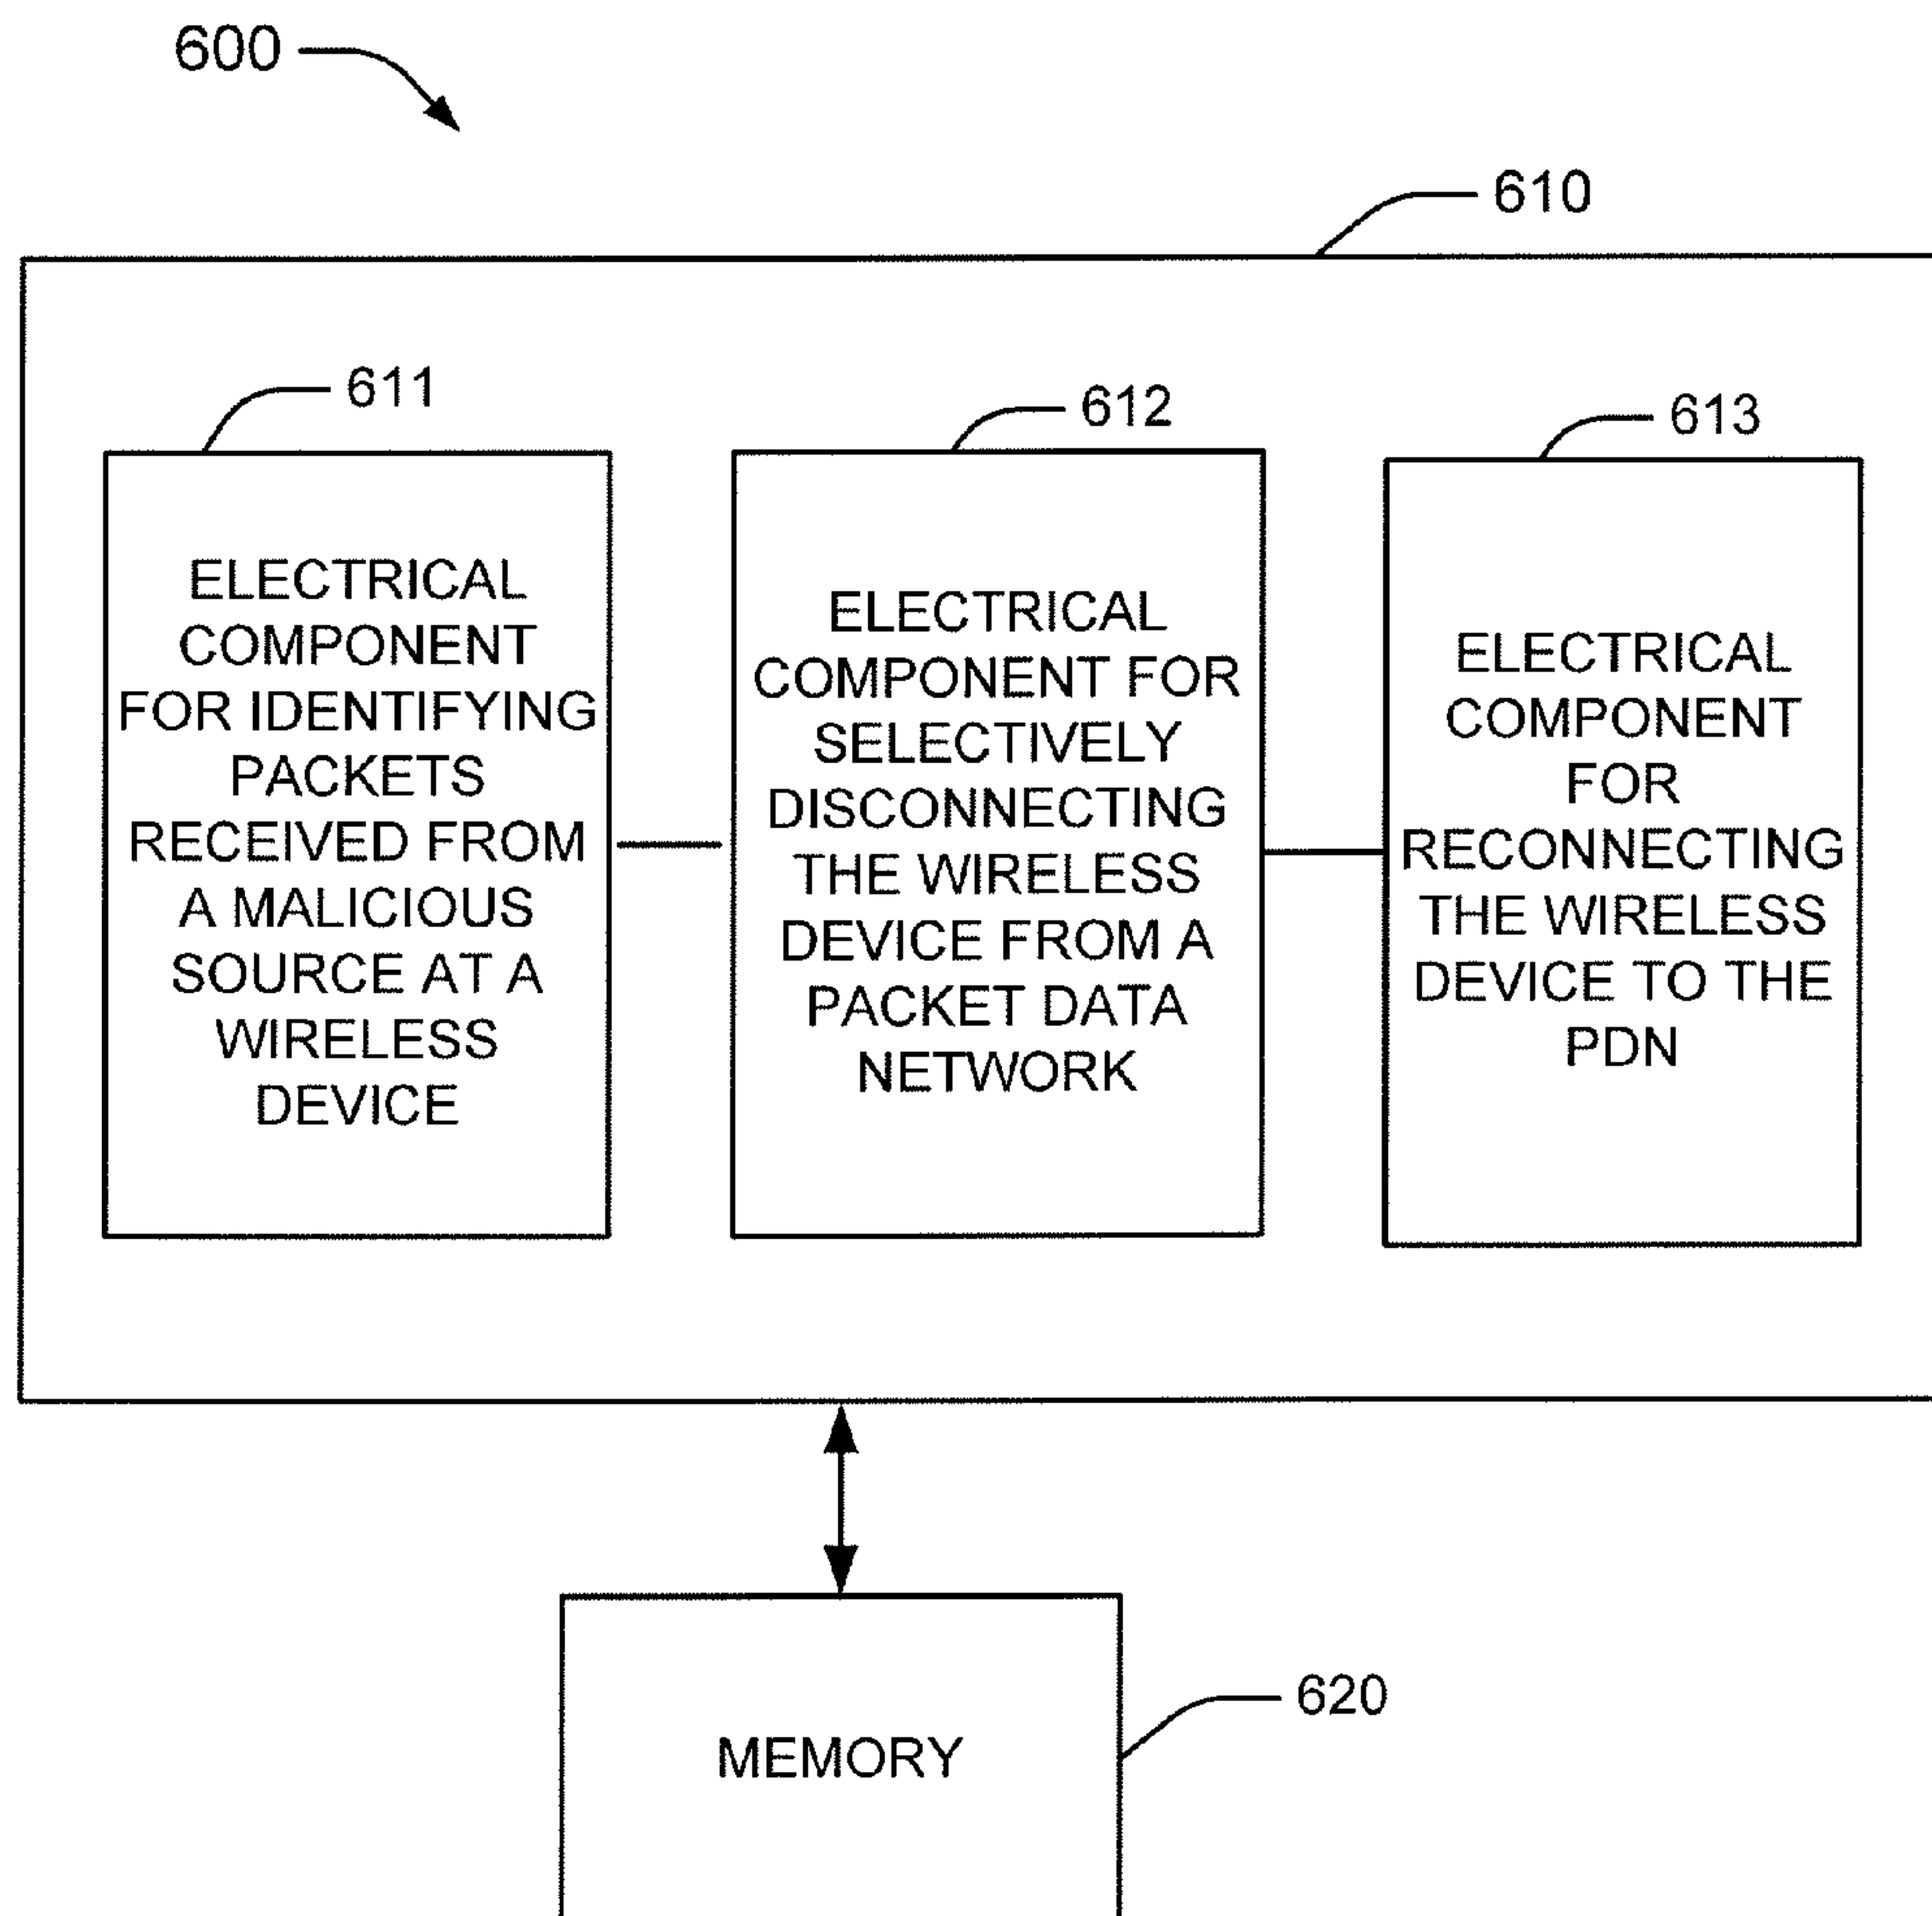 600
610
611
612
613
ELECTRICAL
COMPONENT
FOR IDENTIFYING
PACKETS
RECEIVED FROM
A MALICIOUS
SOURCE AT A
WIRELESS
DEVICE
ELECTRICAL
COMPONENT FOR
SELECTIVELY
DISCONNECTING
THE WIRELESS
DEVICE FROM A
PACKET DATA
NETWORK
ELECTRICAL
COMPONENT
FOR
RECONNECTING
THE WIRELESS
DEVICE TO THE
PDN
620
MEMORY